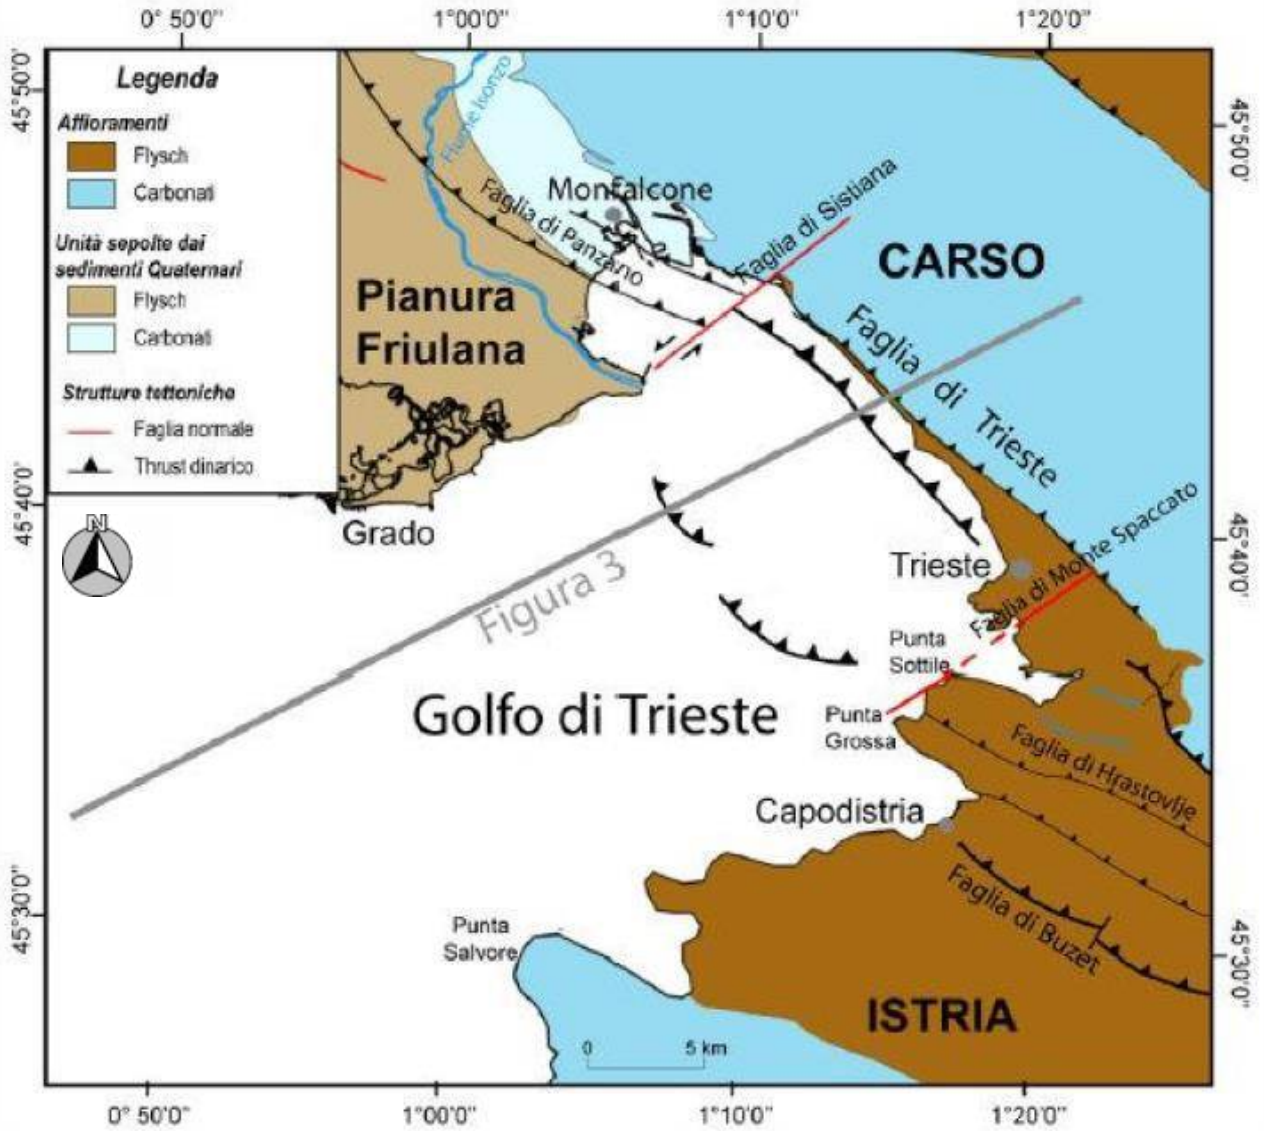 0° 50'0"
1°00'0"
1°10'0"
1°20'0"
45°50'0"
45°50'0"
Legenda
Affioramenti
Flysch
Carbonati
Unità sepolte dai
sedimenti Quaternari
Flysch
Carbonati
Strutture tettoniche
Faglia normale
Thrust dinarico
Fiume Isonzo
Monfalcone
Faglia di Panzano
Faglia di Sistiana
CARSO
Pianura
Friulana
Faglia di Trieste
45°40'0"
45°40'0"
N
Grado
Figura 3
Trieste
Faglia di Monte Spaccato
Punta
Sottile
Golfo di Trieste
Punta
Grossa
Faglia di Hrastovlje
Capodistria
Faglia di Buzet
45°30'0"
45°30'0"
Punta
Salvore
ISTRIA
0 5 km
0° 50'0"
1°00'0"
1°10'0"
1°20'0"